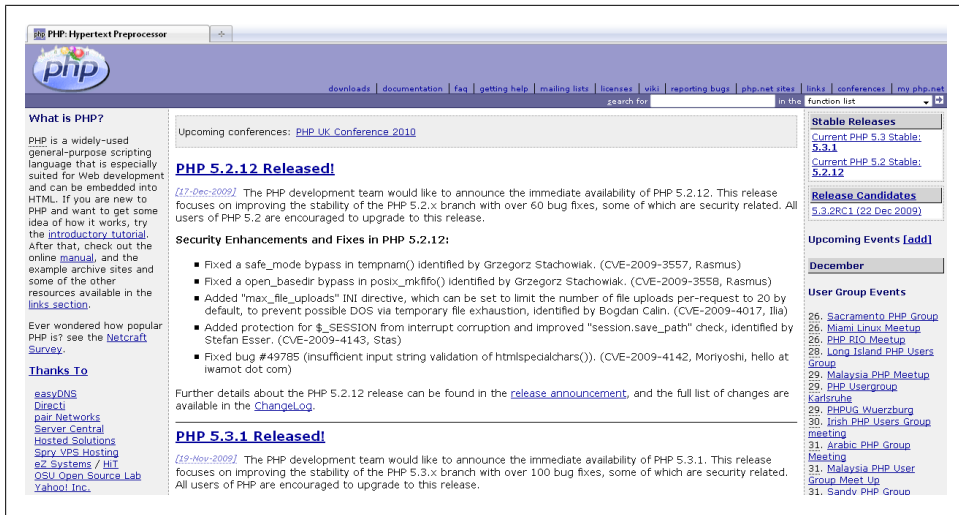 PHP: Hypertext Preprocessor
php
downloads | documentation | faq | getting help | mailing lists | licenses | wiki | reporting bugs | php.net sites | links | conferences | my php.net
search for in the function list
What is PHP?
PHP is a widely-used
general-purpose scripting
language that is especially
suited for Web development
and can be embedded into
HTML. If you are new to
PHP and want to get some
idea of how it works, try
the introductory tutorial.
After that, check out the
online manual, and the
example archive sites and
some of the other
resources available in the
links section.
Ever wondered how popular
PHP is? see the Netcraft
Survey.
Thanks To
easyDNS
Directi
pair Networks
Server Central
Hosted Solutions
Spry VPS Hosting
eZ Systems / HiT
OSU Open Source Lab
Yahoo! Inc.
Upcoming conferences: PHP UK Conference 2010
PHP 5.2.12 Released!
[17-Dec-2009] The PHP development team would like to announce the immediate availability of PHP 5.2.12. This release
focuses on improving the stability of the PHP 5.2.x branch with over 60 bug fixes, some of which are security related. All
users of PHP 5.2 are encouraged to upgrade to this release.
Security Enhancements and Fixes in PHP 5.2.12:
Fixed a safe_mode bypass in tempnam() identified by Grzegorz Stachowiak. (CVE-2009-3557, Rasmus)
Fixed a open_basedir bypass in posix_mkfifo() identified by Grzegorz Stachowiak. (CVE-2009-3558, Rasmus)
Added "max_file_uploads" INI directive, which can be set to limit the number of file uploads per-request to 20 by
default, to prevent possible DOS via temporary file exhaustion, identified by Bogdan Calin. (CVE-2009-4017, Ilia)
Added protection for $_SESSION from interrupt corruption and improved "session.save_path" check, identified by
Stefan Esser. (CVE-2009-4143, Stas)
Fixed bug #49785 (insufficient input string validation of htmlspecialchars()). (CVE-2009-4142, Moriyoshi, hello at
iwamot dot com)
Further details about the PHP 5.2.12 release can be found in the release announcement, and the full list of changes are
available in the ChangeLog.
PHP 5.3.1 Released!
[19-Nov-2009] The PHP development team would like to announce the immediate availability of PHP 5.3.1. This release
focuses on improving the stability of the PHP 5.3.x branch with over 100 bug fixes, some of which are security related.
All users of PHP are encouraged to upgrade to this release.
Stable Releases
Current PHP 5.3 Stable:
5.3.1
Current PHP 5.2 Stable:
5.2.12
Release Candidates
5.3.2RC1 (22 Dec 2009)
Upcoming Events [add]
December
User Group Events
26. Sacramento PHP Group
26. Miami Linux Meetup
26. PHP RIO Meetup
28. Long Island PHP Users
Group
29. Malaysia PHP Meetup
29. PHP Usergroup
Karlsruhe
29. PHPUG Wuerzburg
30. Irish PHP Users Group
meeting
31. Arabic PHP Group
Meeting
31. Malaysia PHP User
Group Meet Up
31. Sandy PHP Group